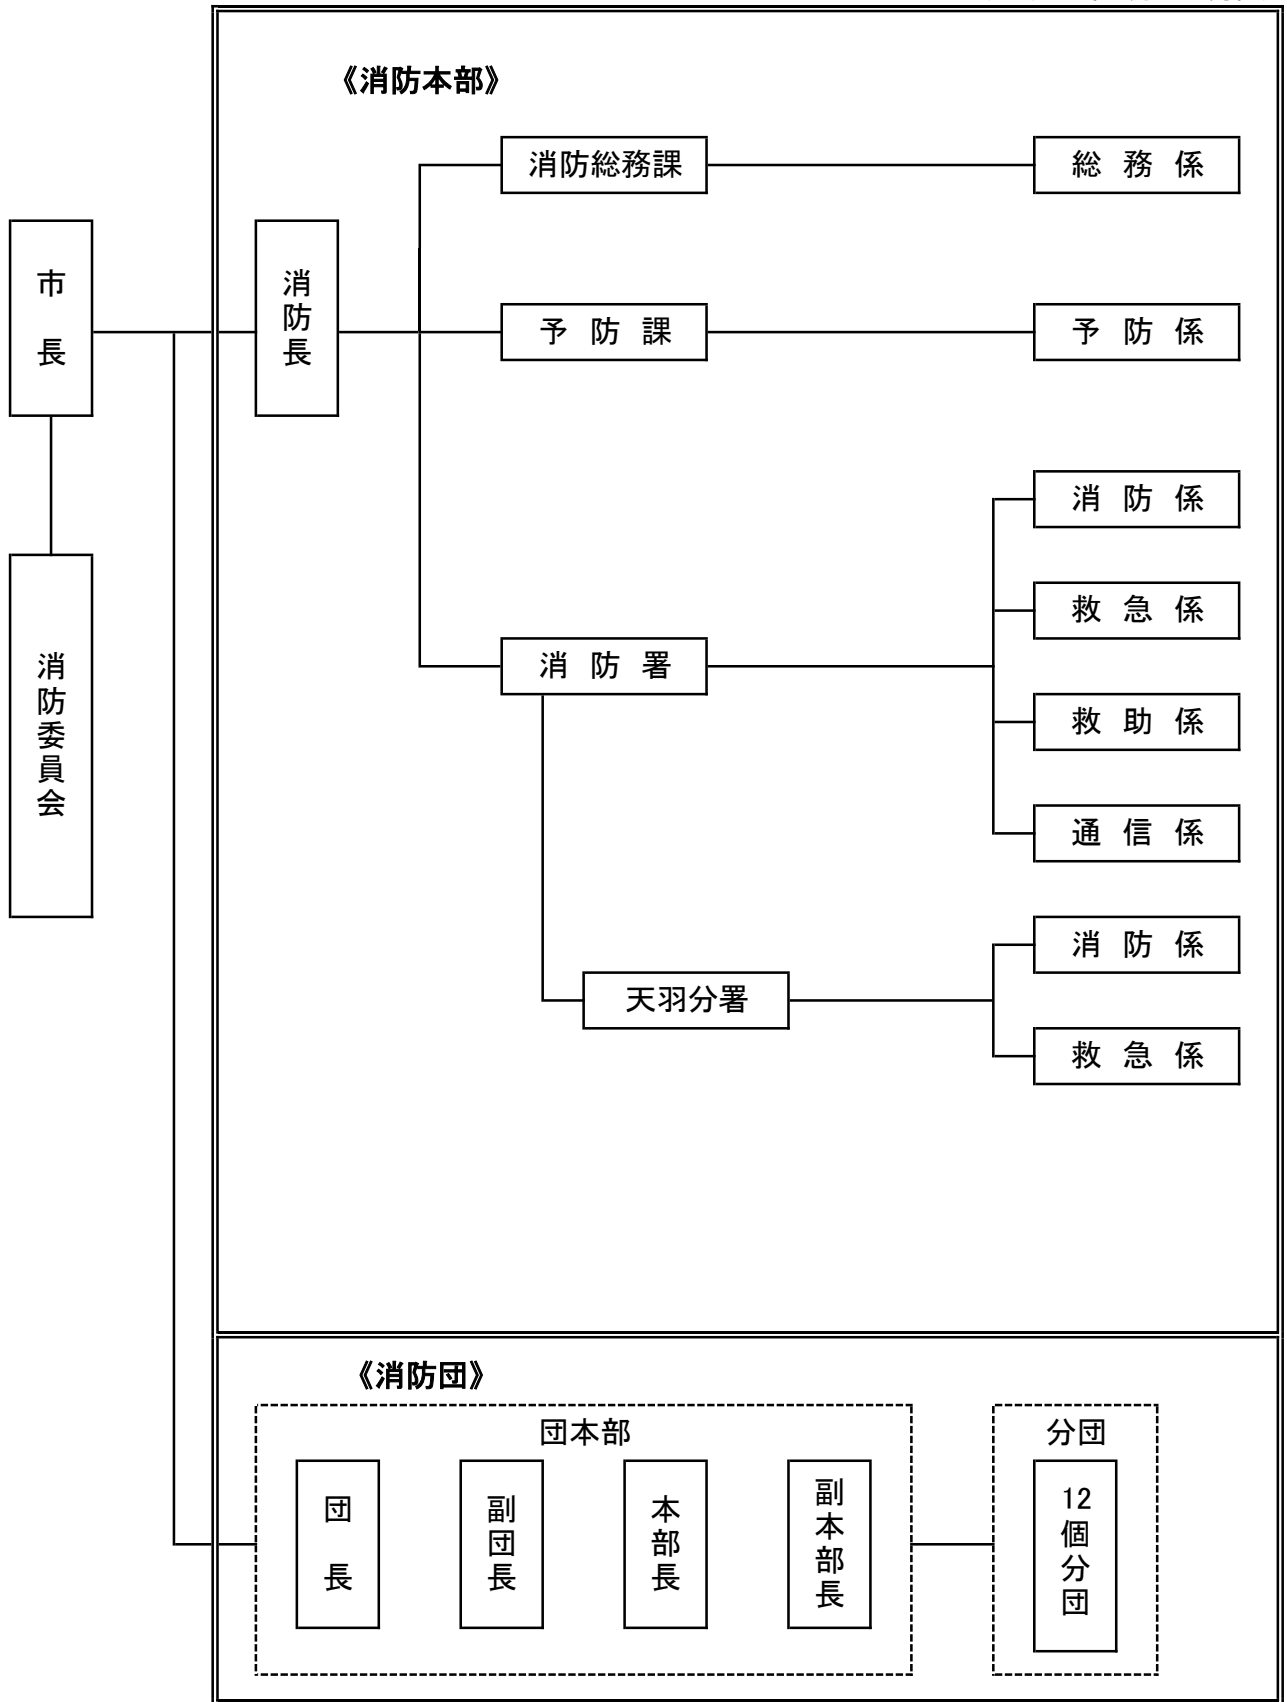 《消防本部》
消防総務課
総務係
市長
消防長
予防課
予防係
消防係
救急係
消防委員会
消防署
救助係
通信係
消防係
天羽分署
救急係
《消防団》
団本部
分団
団長
副団長
本部長
副本部長
12個分団